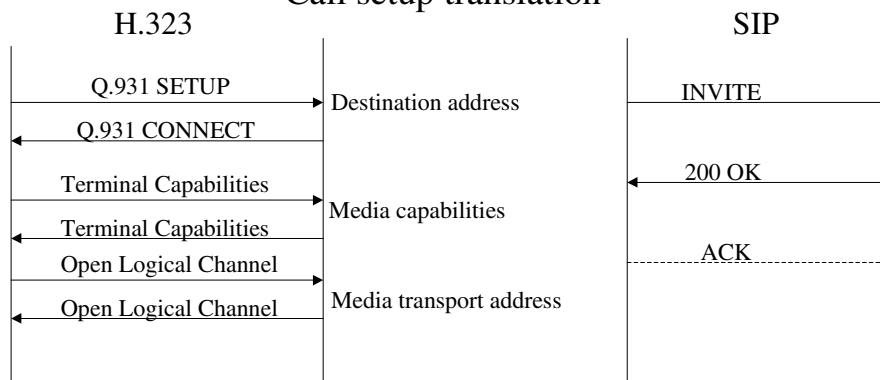 Call setup translation
H.323
SIP
Q.931 SETUP
Destination address
INVITE
Q.931 CONNECT
Terminal Capabilities
200 OK
Media capabilities
Terminal Capabilities
Open Logical Channel
ACK
Media transport address
Open Logical Channel